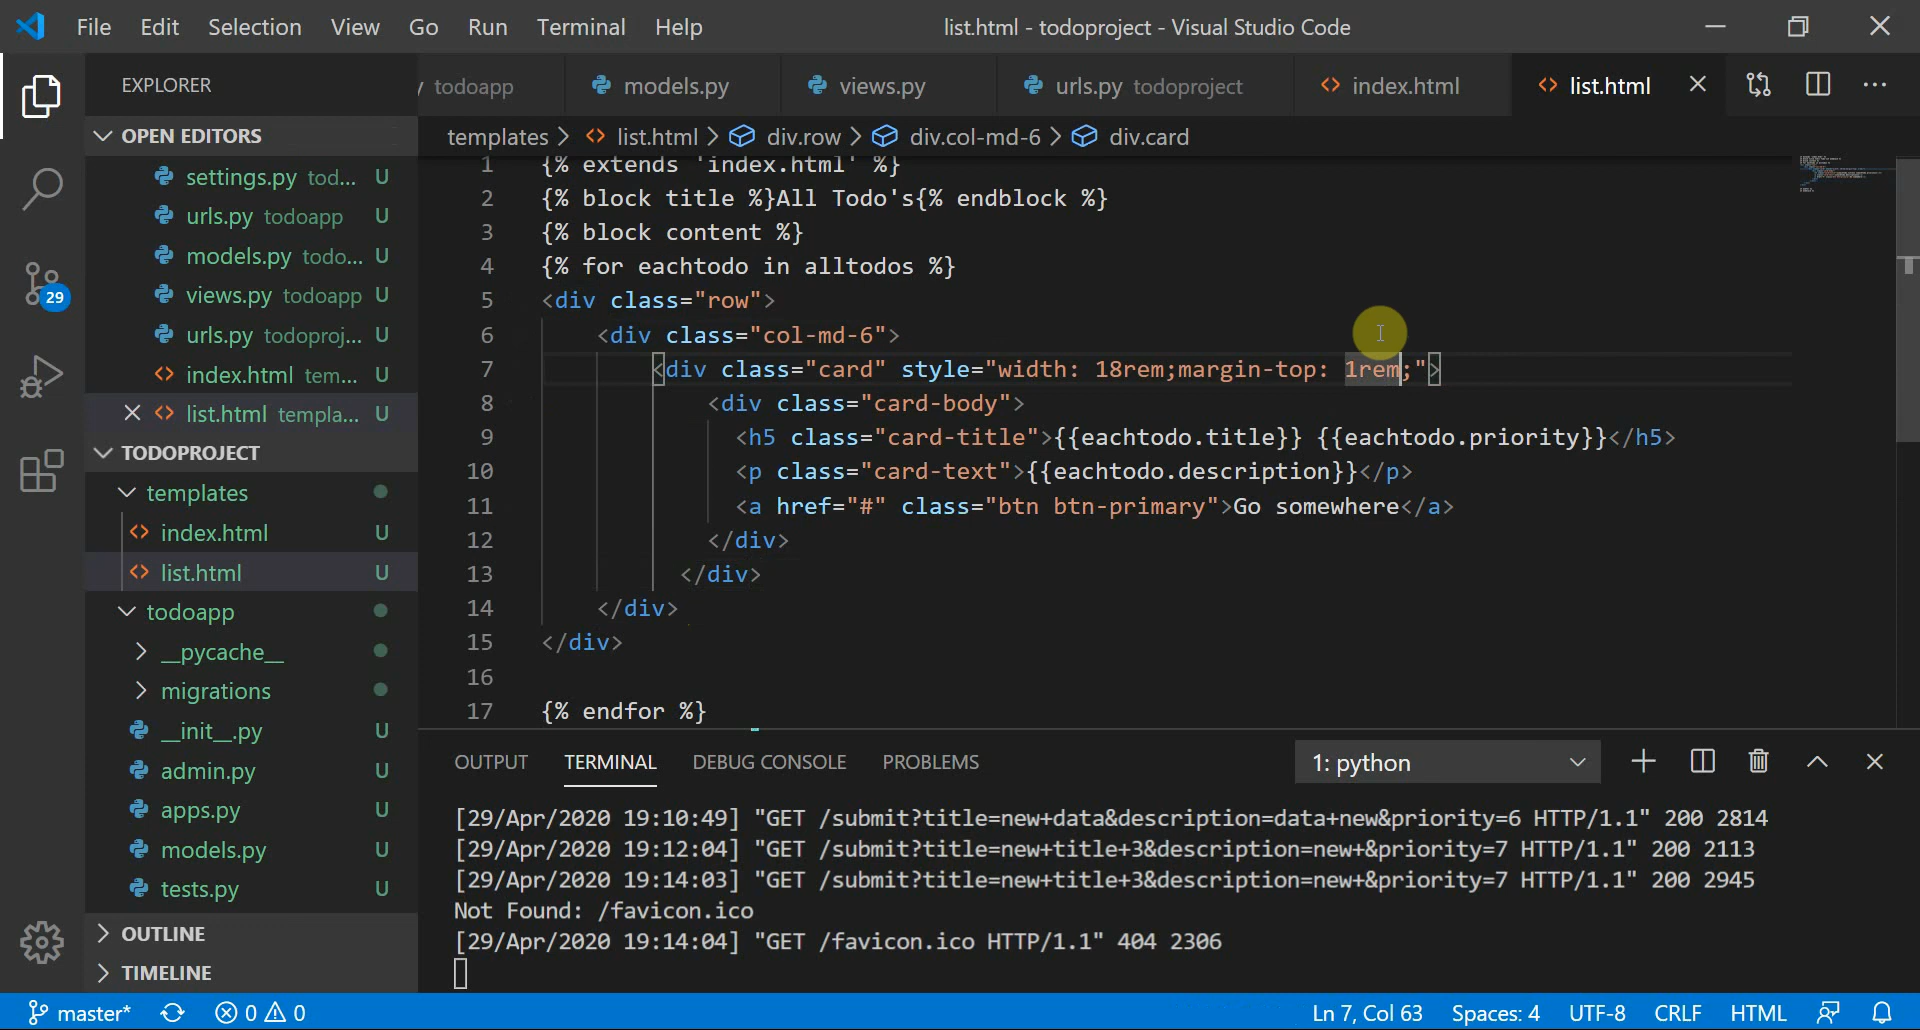 File Edit Selection View Go Run Terminal Help
list.html - todoproject - Visual Studio Code
EXPLORER
OPEN EDITORS
settings.py tod... U
urls.py todoapp U
models.py todo... U
views.py todoapp U
urls.py todoproj... U
index.html tem... U
list.html templa... U
TODOPROJECT
templates
index.html U
list.html U
todoapp
__pycache__
migrations
__init__.py U
admin.py U
apps.py U
models.py U
tests.py U
OUTLINE
TIMELINE
29
todoapp models.py views.py urls.py todoproject index.html list.html
templates > list.html > div.row > div.col-md-6 > div.card
1 {% extends 'index.html' %}
2 {% block title %}All Todo's{% endblock %}
3 {% block content %}
4 {% for eachtodo in alltodos %}
5 <div class="row">
6 <div class="col-md-6">
7 <div class="card" style="width: 18rem;margin-top: 1rem;">
8 <div class="card-body">
9 <h5 class="card-title">{{eachtodo.title}} {{eachtodo.priority}}</h5>
10 <p class="card-text">{{eachtodo.description}}</p>
11 <a href="#" class="btn btn-primary">Go somewhere</a>
12 </div>
13 </div>
14 </div>
15 </div>
16
17 {% endfor %}
OUTPUT TERMINAL DEBUG CONSOLE PROBLEMS
1: python
[29/Apr/2020 19:10:49] "GET /submit?title=new+data&description=data+new&priority=6 HTTP/1.1" 200 2814
[29/Apr/2020 19:12:04] "GET /submit?title=new+title+3&description=new+&priority=7 HTTP/1.1" 200 2113
[29/Apr/2020 19:14:03] "GET /submit?title=new+title+3&description=new+&priority=7 HTTP/1.1" 200 2945
Not Found: /favicon.ico
[29/Apr/2020 19:14:04] "GET /favicon.ico HTTP/1.1" 404 2306
master* 0 0
Ln 7, Col 63 Spaces: 4 UTF-8 CRLF HTML